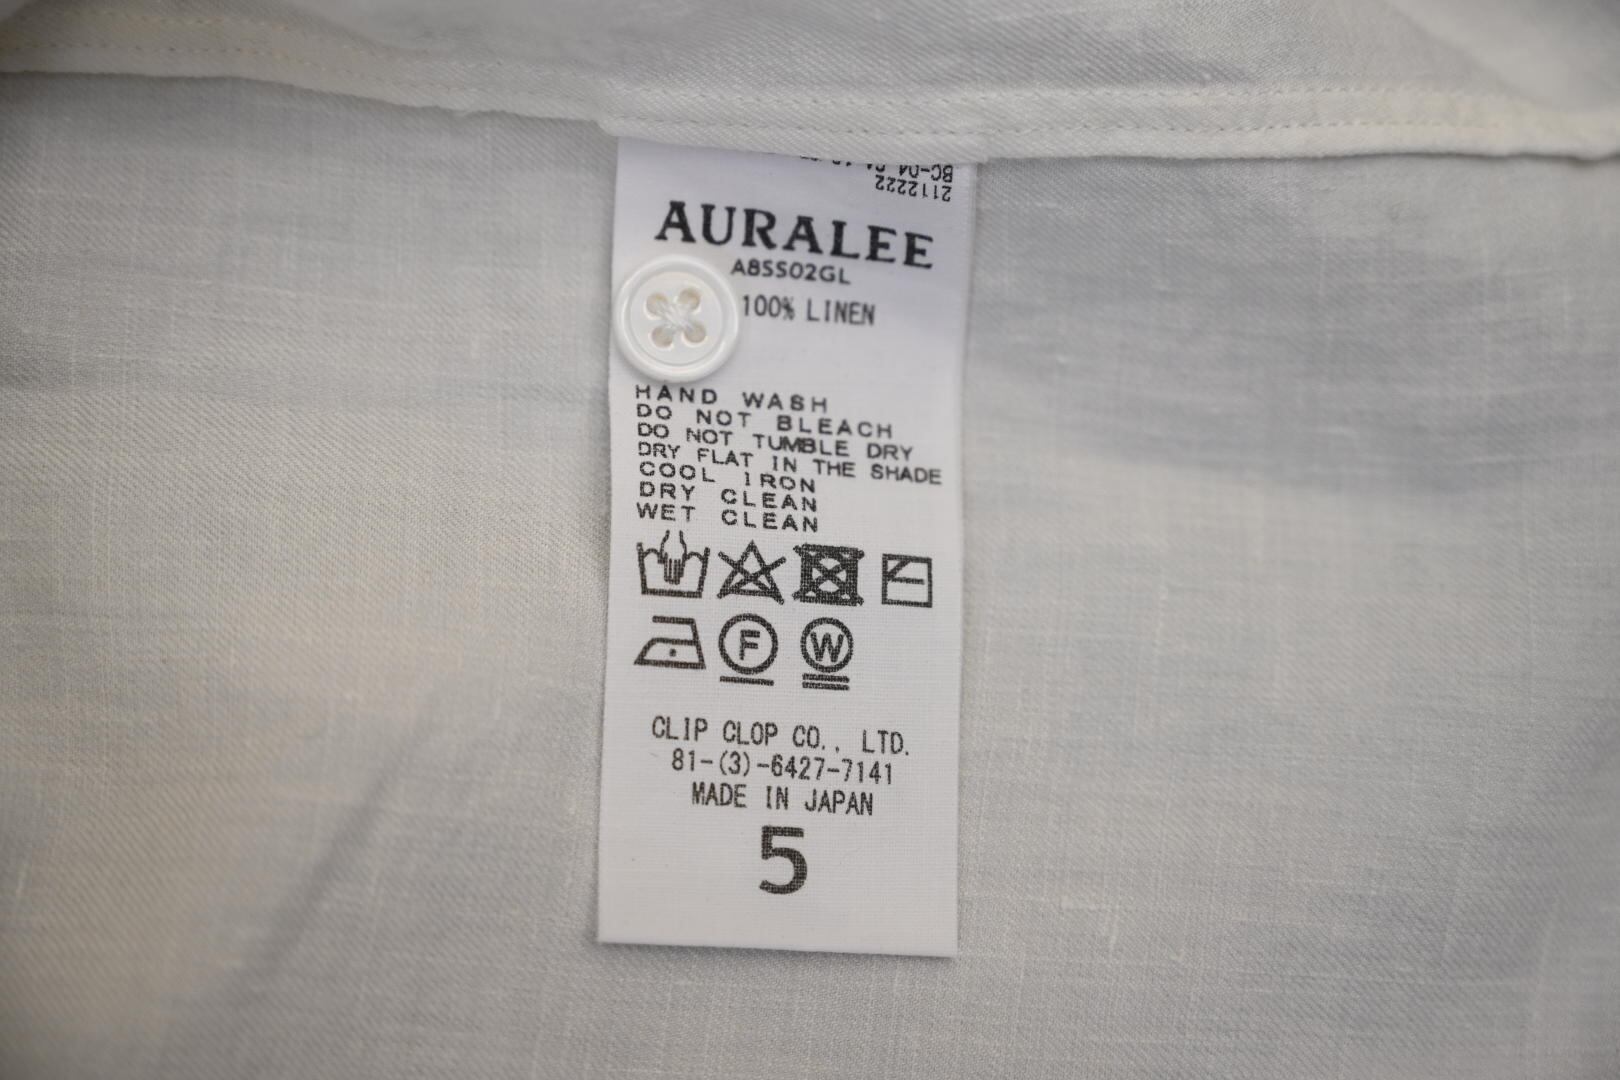 2112222
AURALEE
A8SS02GL
100% LINEN
HAND WASH
DO NOT BLEACH
DO NOT TUMBLE DRY
DRY FLAT IN THE SHADE
COOL IRON
DRY CLEAN
WET CLEAN
F W
CLIP CLOP CO., LTD.
81-(3)-6427-7141
MADE IN JAPAN
5